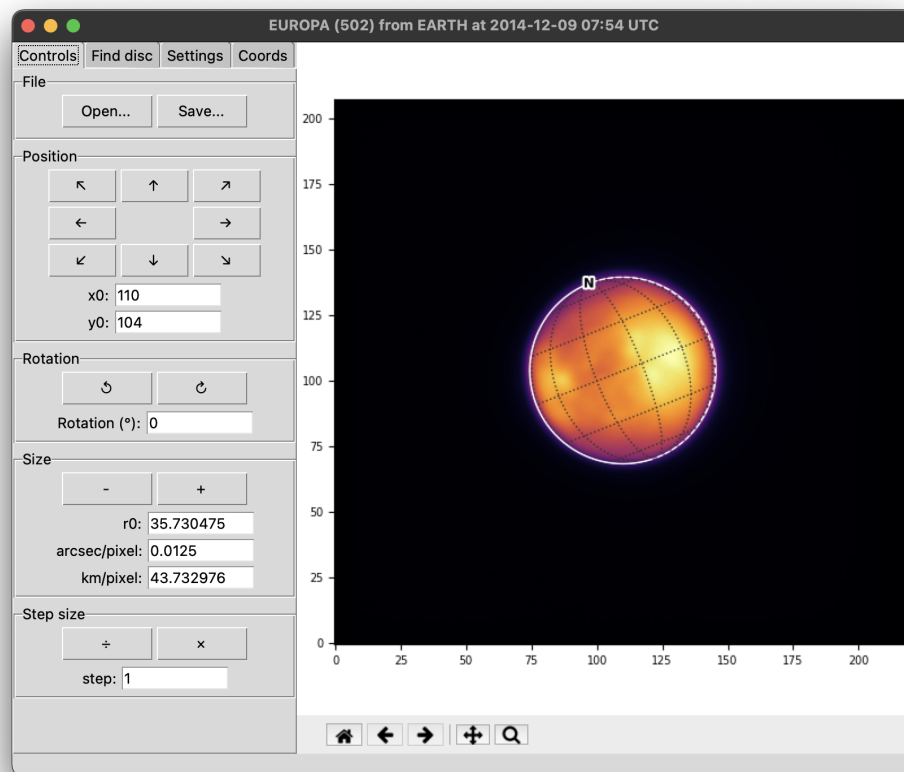 EUROPA (502) from EARTH at 2014-12-09 07:54 UTC
Controls Find disc Settings Coords
File
Open... Save...
Position
↖ ↑ ↗
← →
↙ ↓ ↘
x0: 110
y0: 104
Rotation
↺ ↻
Rotation (°): 0
Size
- +
r0: 35.730475
arcsec/pixel: 0.0125
km/pixel: 43.732976
Step size
÷ ×
step: 1
200
175
150
125
100
75
50
25
0
N
0 25 50 75 100 125 150 175 200